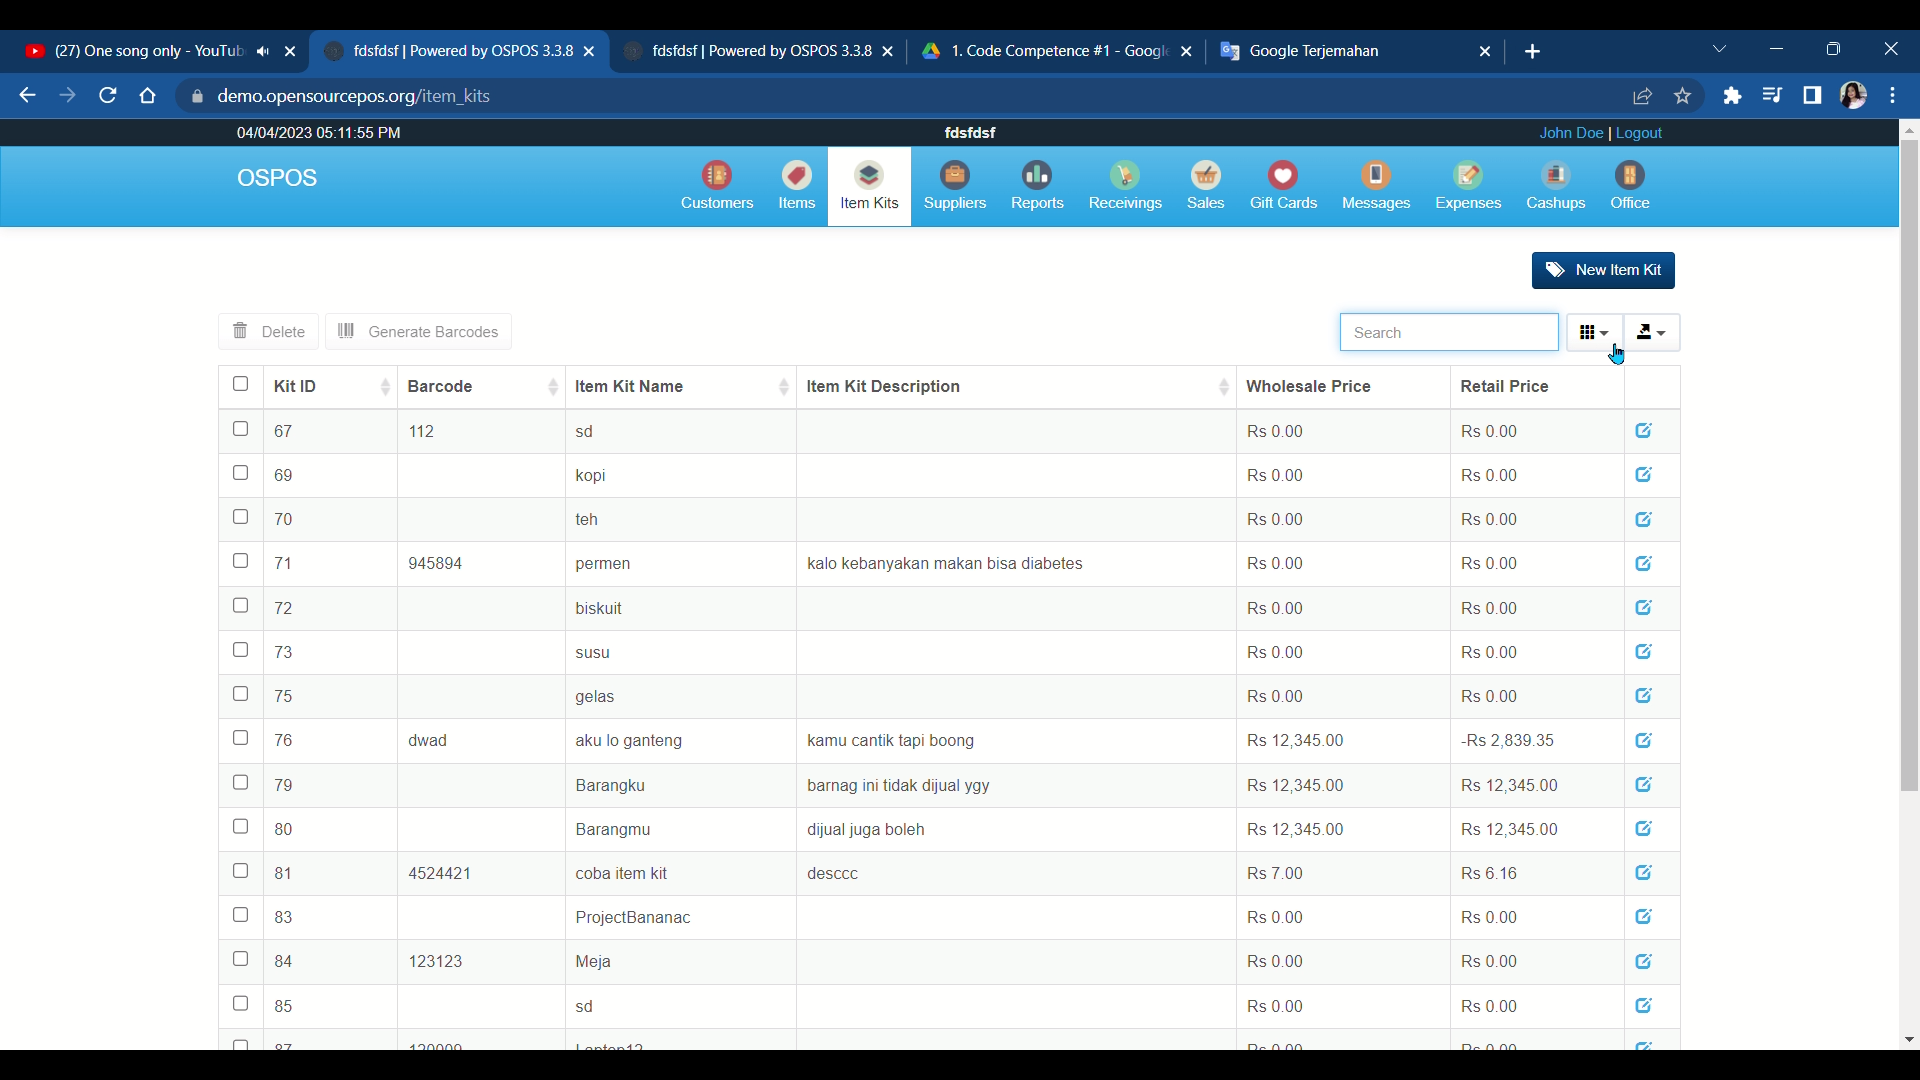 (27) One song only - YouTub
fdsfdsf | Powered by OSPOS 3.3.8
fdsfdsf | Powered by OSPOS 3.3.8
1. Code Competence #1 - Google
Google Terjemahan
demo.opensourcepos.org/item_kits
04/04/2023 05:11:55 PM
fdsfdsf
John Doe | Logout
OSPOS
Customers Items Item Kits Suppliers Reports Receivings Sales Gift Cards Messages Expenses Cashups Office
New Item Kit
Delete Generate Barcodes Search
Kit ID Barcode Item Kit Name Item Kit Description Wholesale Price Retail Price
67 112 sd Rs 0.00 Rs 0.00
69 kopi Rs 0.00 Rs 0.00
70 teh Rs 0.00 Rs 0.00
71 945894 permen kalo kebanyakan makan bisa diabetes Rs 0.00 Rs 0.00
72 biskuit Rs 0.00 Rs 0.00
73 susu Rs 0.00 Rs 0.00
75 gelas Rs 0.00 Rs 0.00
76 dwad aku lo ganteng kamu cantik tapi boong Rs 12,345.00 -Rs 2,839.35
79 Barangku barnag ini tidak dijual ygy Rs 12,345.00 Rs 12,345.00
80 Barangmu dijual juga boleh Rs 12,345.00 Rs 12,345.00
81 4524421 coba item kit desccc Rs 7.00 Rs 6.16
83 ProjectBananac Rs 0.00 Rs 0.00
84 123123 Meja Rs 0.00 Rs 0.00
85 sd Rs 0.00 Rs 0.00
87 Rs 0.00 Rs 0.00